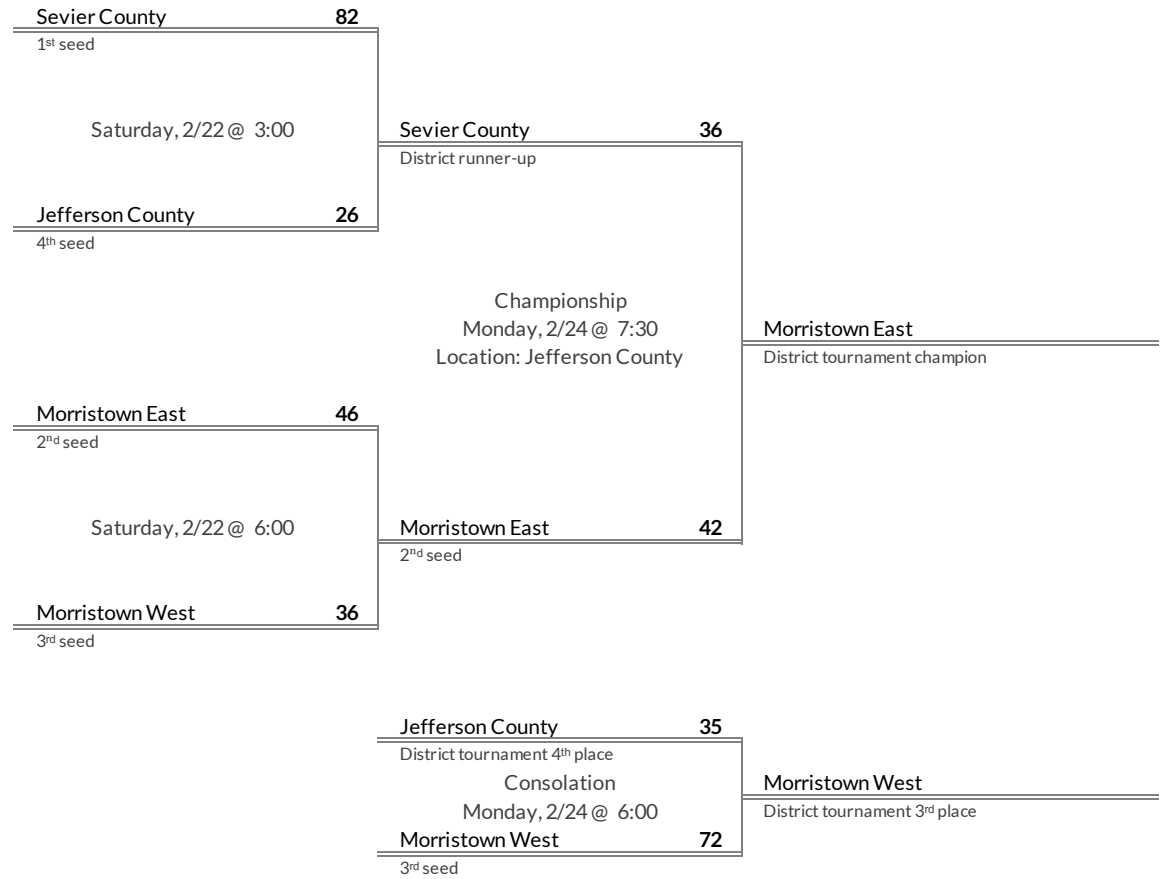 Sevier County 82
1st seed
Saturday, 2/22 @ 3:00
Sevier County 36
District runner-up
Jefferson County 26
4th seed
Championship
Monday, 2/24 @ 7:30
Location: Jefferson County
Morristown East
District tournament champion
Morristown East 46
2nd seed
Saturday, 2/22 @ 6:00
Morristown East 42
2nd seed
Morristown West 36
3rd seed
Jefferson County 35
District tournament 4th place
Consolation
Monday, 2/24 @ 6:00
Morristown West
District tournament 3rd place
Morristown West 72
3rd seed